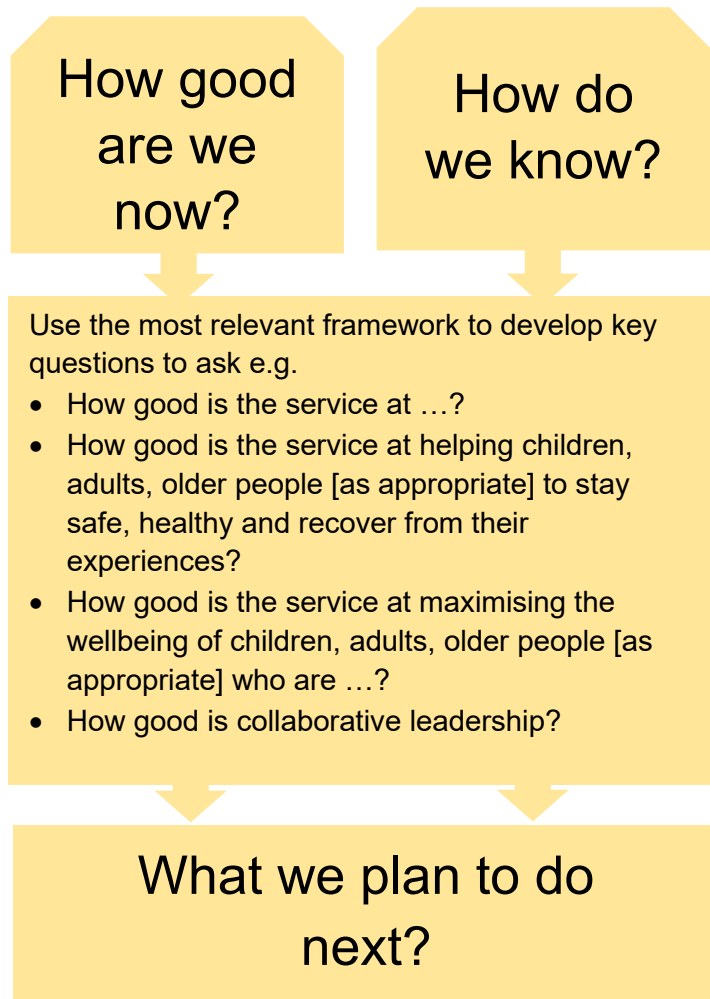 How good
are we
now?
How do
we know?
Use the most relevant framework to develop key
questions to ask e.g.
• How good is the service at …?
• How good is the service at helping children,
adults, older people [as appropriate] to stay
safe, healthy and recover from their
experiences?
• How good is the service at maximising the
wellbeing of children, adults, older people [as
appropriate] who are …?
• How good is collaborative leadership?
What we plan to do
next?